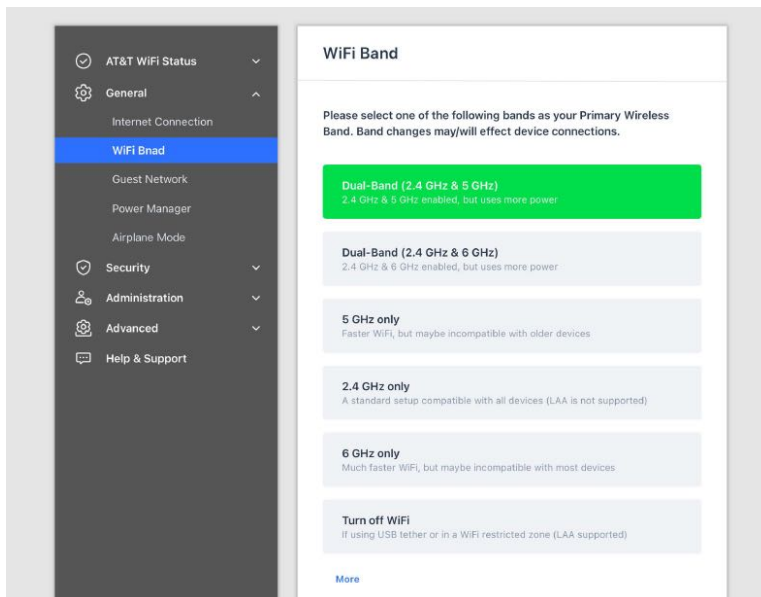 AT&T WiFi Status
General
Internet Connection
WiFi Bnad
Guest Network
Power Manager
Airplane Mode
Security
Administration
Advanced
Help & Support
WiFi Band
Please select one of the following bands as your Primary Wireless
Band. Band changes may/will effect device connections.
Dual-Band (2.4 GHz & 5 GHz)
2.4 GHz & 5 GHz enabled, but uses more power
Dual-Band (2.4 GHz & 6 GHz)
2.4 GHz & 6 GHz enabled, but uses more power
5 GHz only
Faster WiFi, but maybe incompatible with older devices
2.4 GHz only
A standard setup compatible with all devices (LAA is not supported)
6 GHz only
Much faster WiFi, but maybe incompatible with most devices
Turn off WiFi
If using USB tether or in a WiFi restricted zone (LAA supported)
More